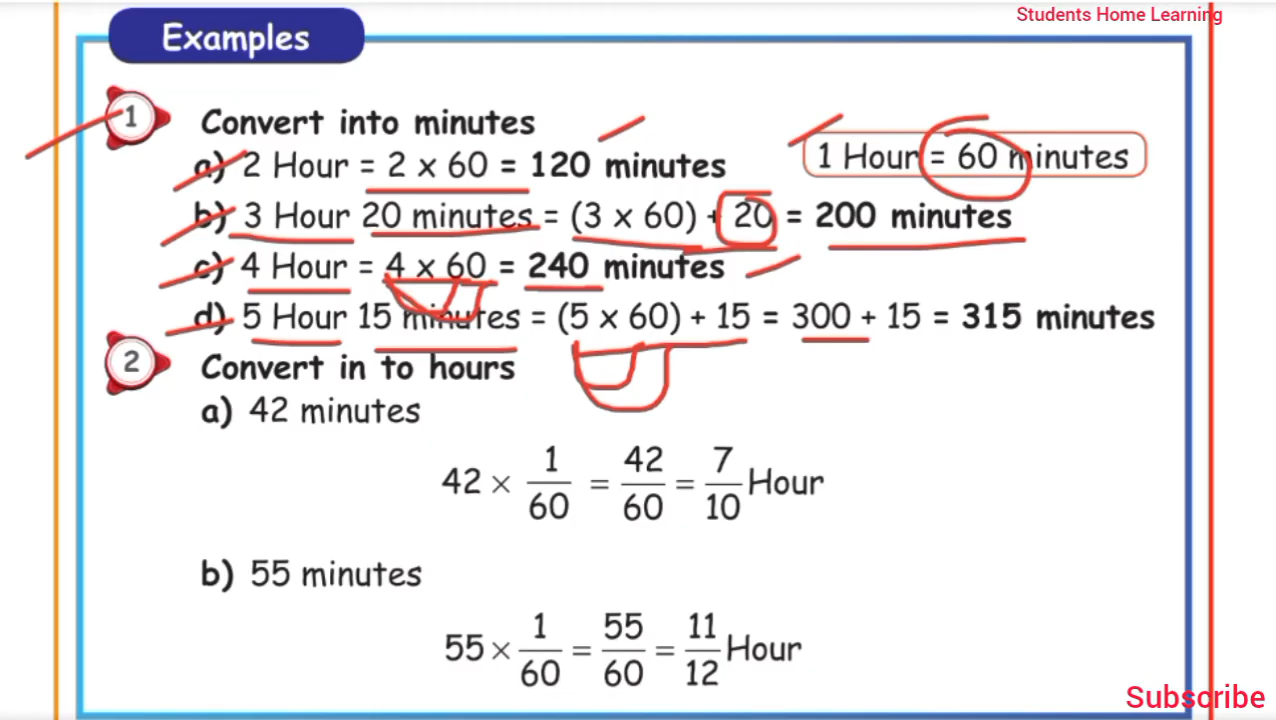 Students Home Learning
Examples
1 Convert into minutes
a) 2 Hour = 2 x 60 = 120 minutes
1 Hour = 60 minutes
b) 3 Hour 20 minutes = (3 x 60) + 20 = 200 minutes
c) 4 Hour = 4 x 60 = 240 minutes
d) 5 Hour 15 minutes = (5 x 60) + 15 = 300 + 15 = 315 minutes
2 Convert in to hours
a) 42 minutes
42 × 1/60 = 42/60 = 7/10 Hour
b) 55 minutes
55 × 1/60 = 55/60 = 11/12 Hour
Subscribe